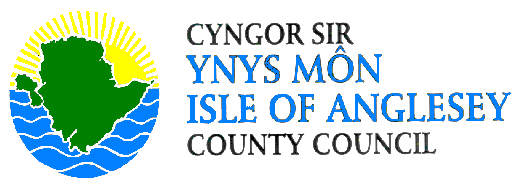 CYNGOR SIR
YNYS MÔN
ISLE OF ANGLESEY
COUNTY COUNCIL